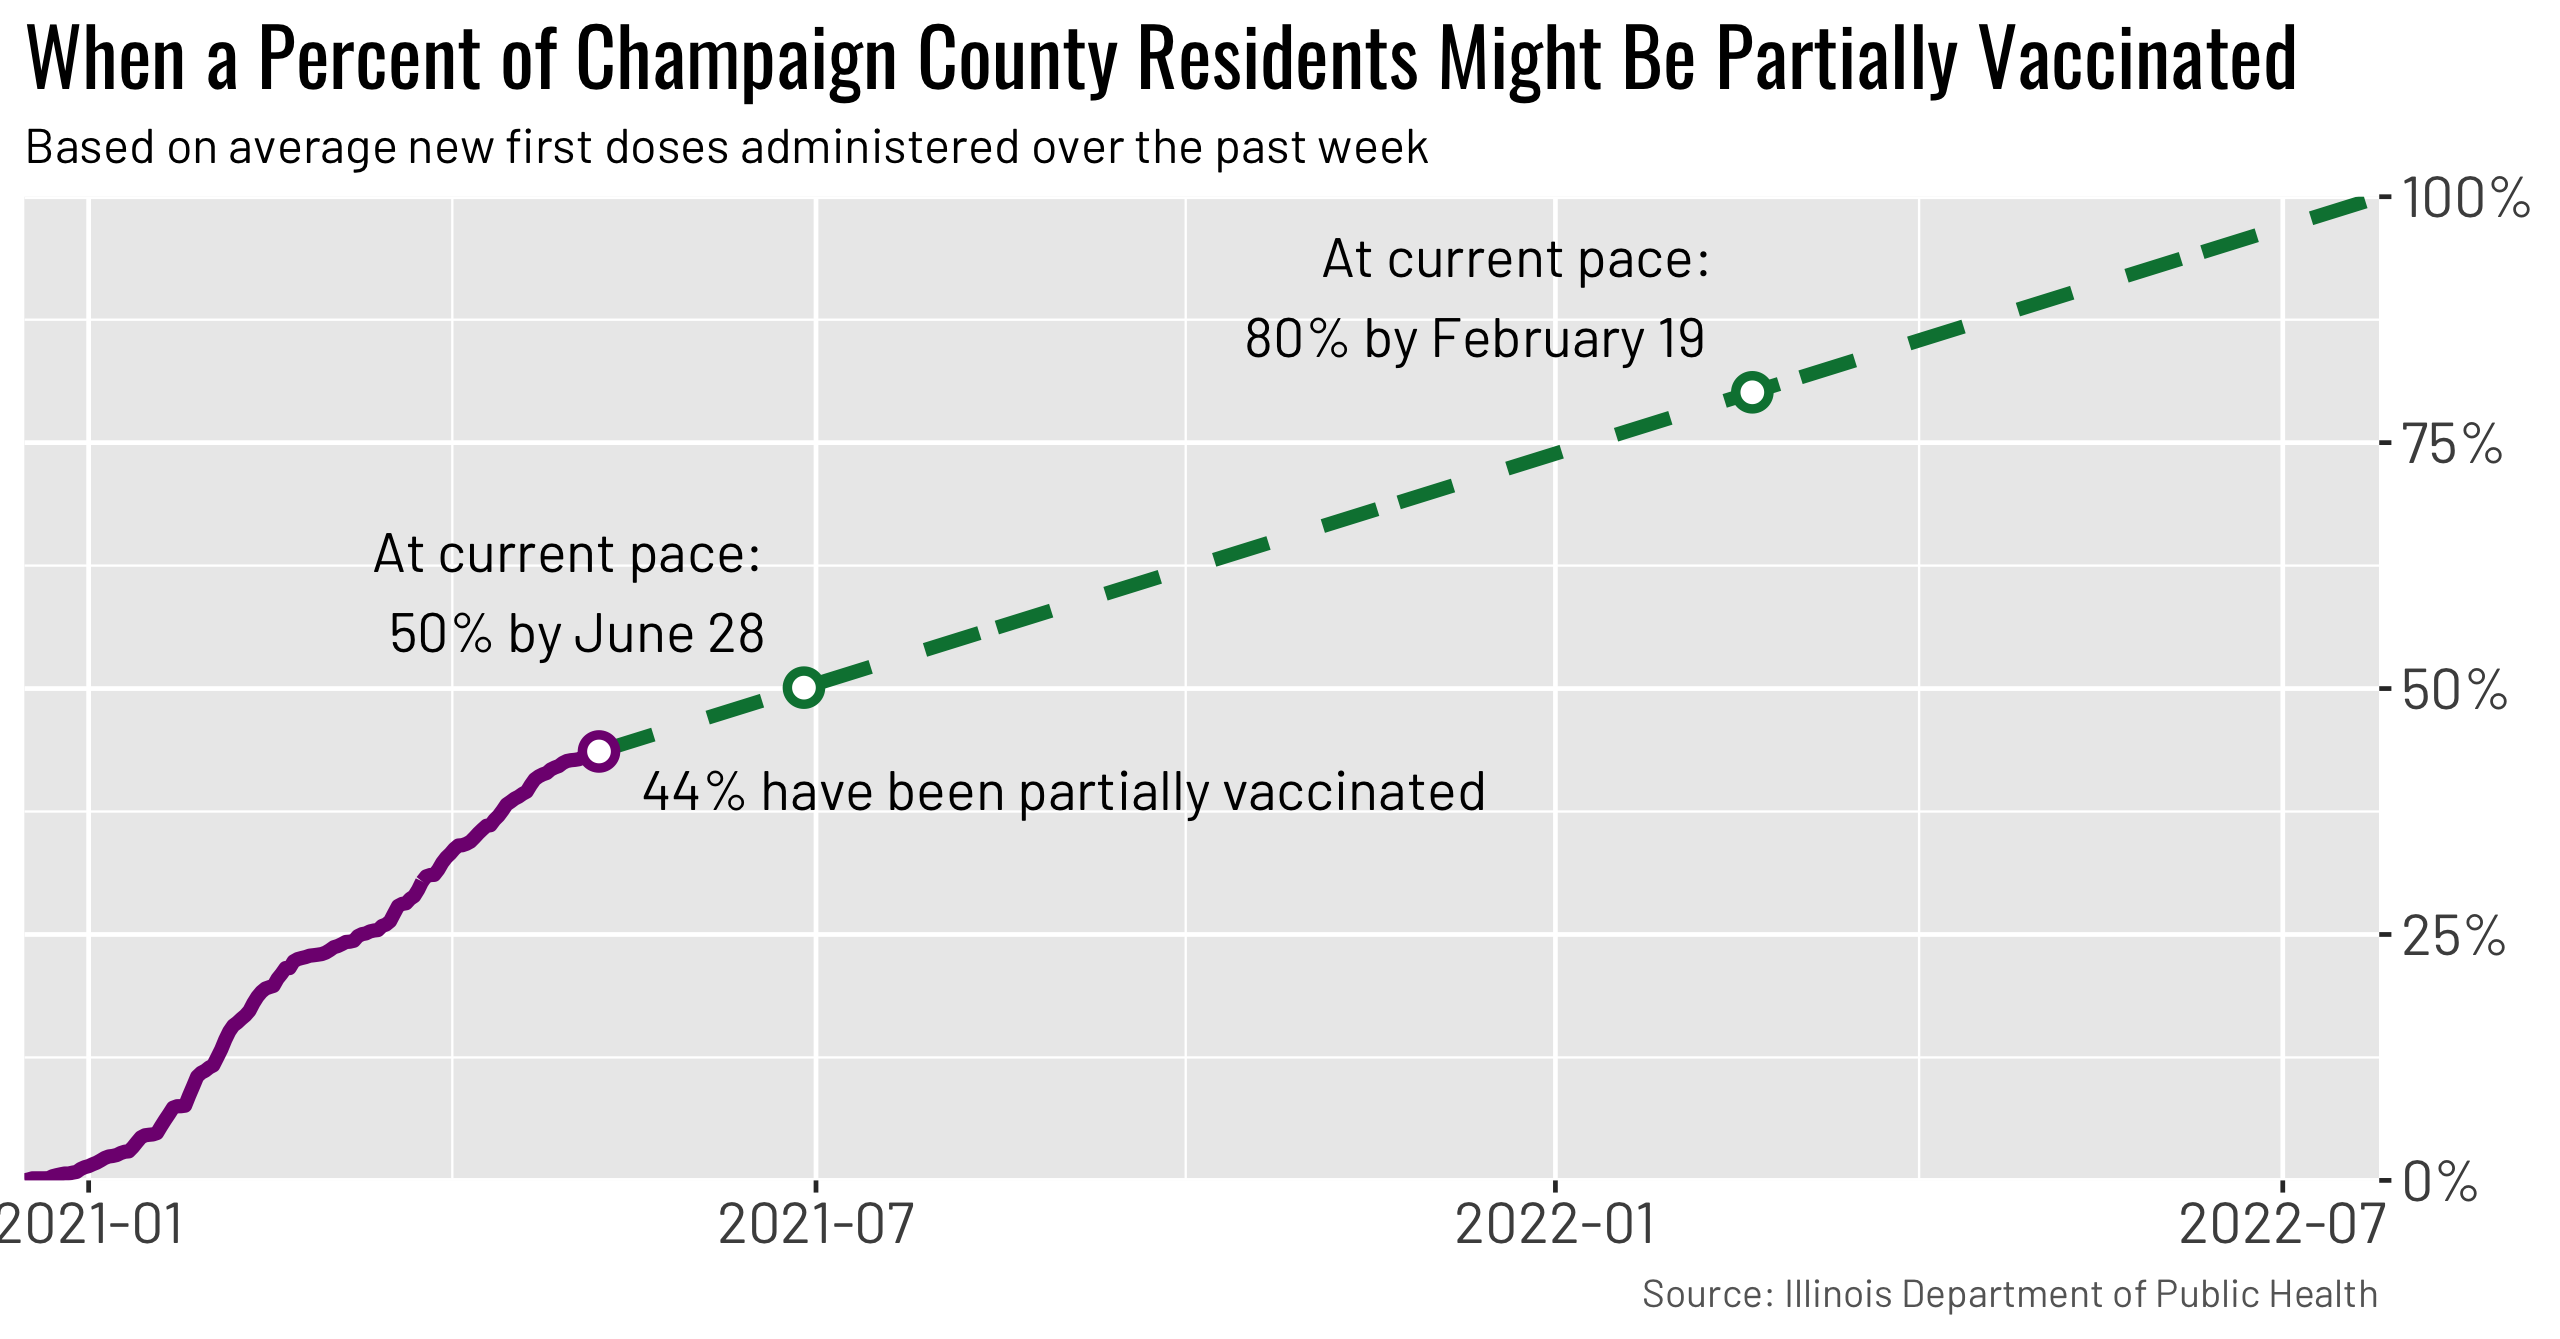 When a Percent of Champaign County Residents Might Be Partially Vaccinated
Based on average new first doses administered over the past week
100%
At current pace:
80% by February 19
75%
At current pace:
50% by June 28
50%
44% have been partially vaccinated
25%
0%
2021-01
2021-07
2022-01
2022-07
Source: Illinois Department of Public Health